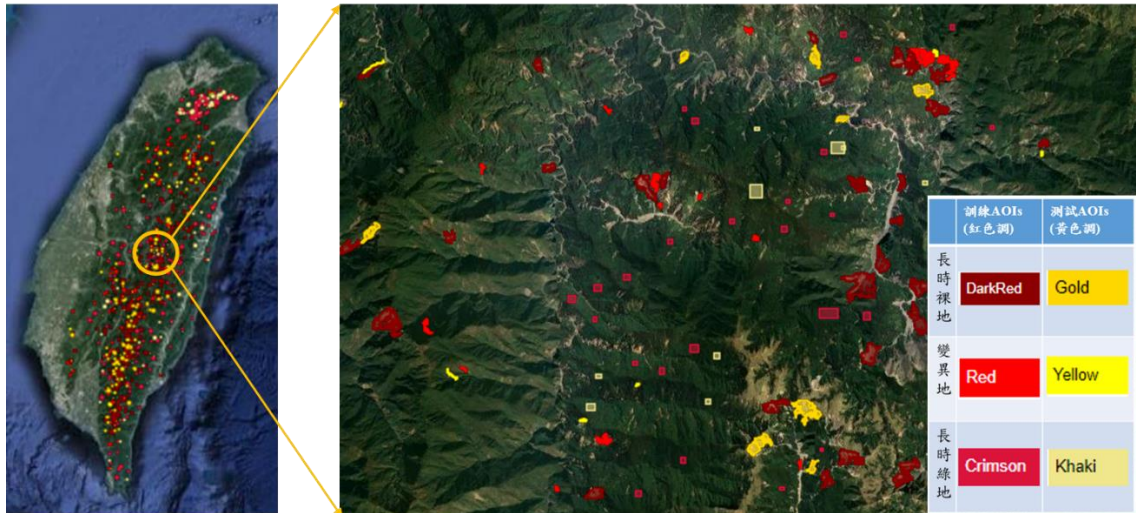 訓練AOIs
(紅色調)
測試AOIs
(黃色調)
長時裸地
DarkRed
Gold
變異地
Red
Yellow
長時綠地
Crimson
Khaki